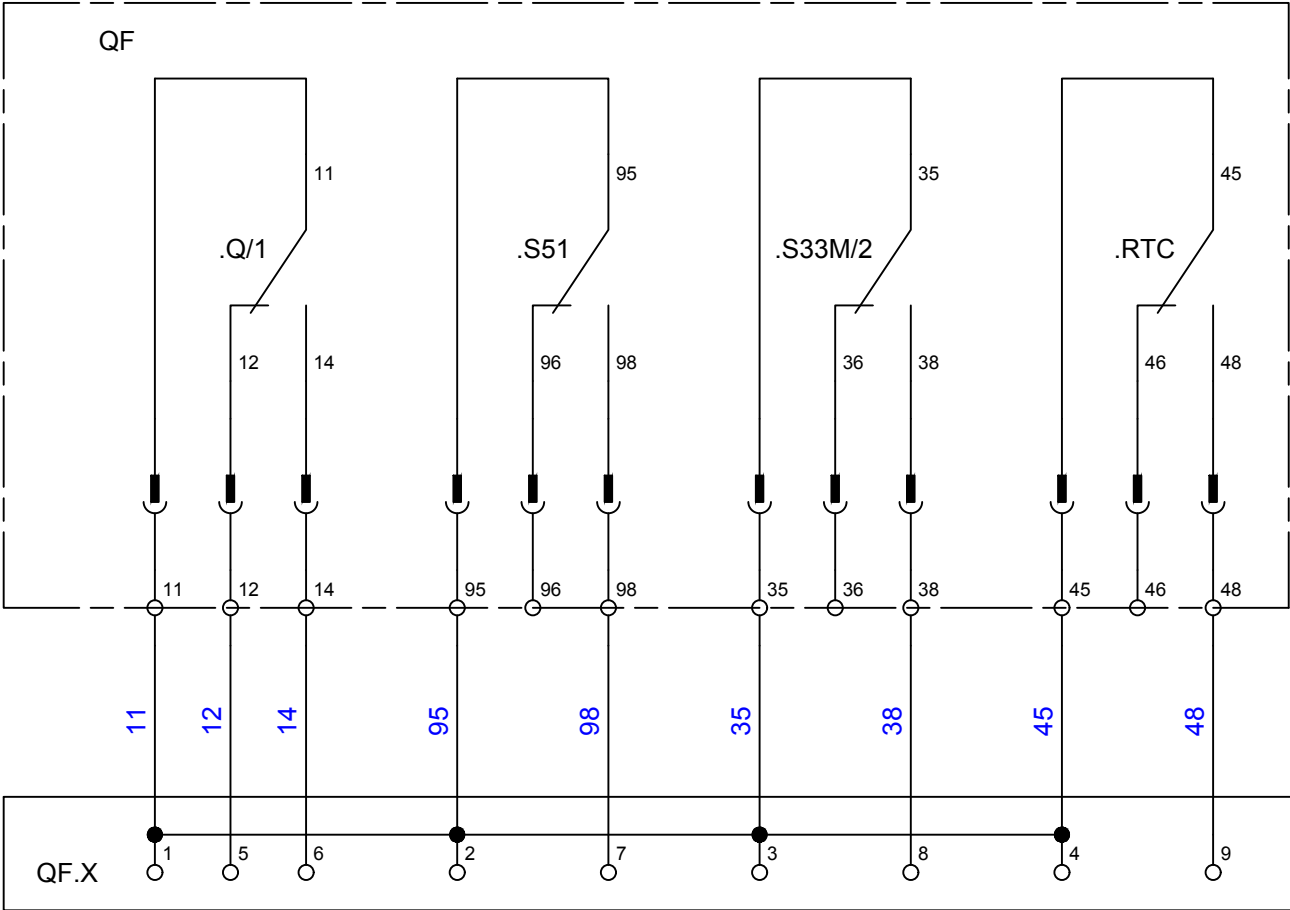 QF
11 95 35 45
.Q/1 .S51 .S33M/2 .RTC
12 14 96 98 36 38 46 48
11 12 14 95 96 98 35 36 38 45 46 48
11 12 14 95 98 35 38 45 48
1 5 6 2 7 3 8 4 9
QF.X